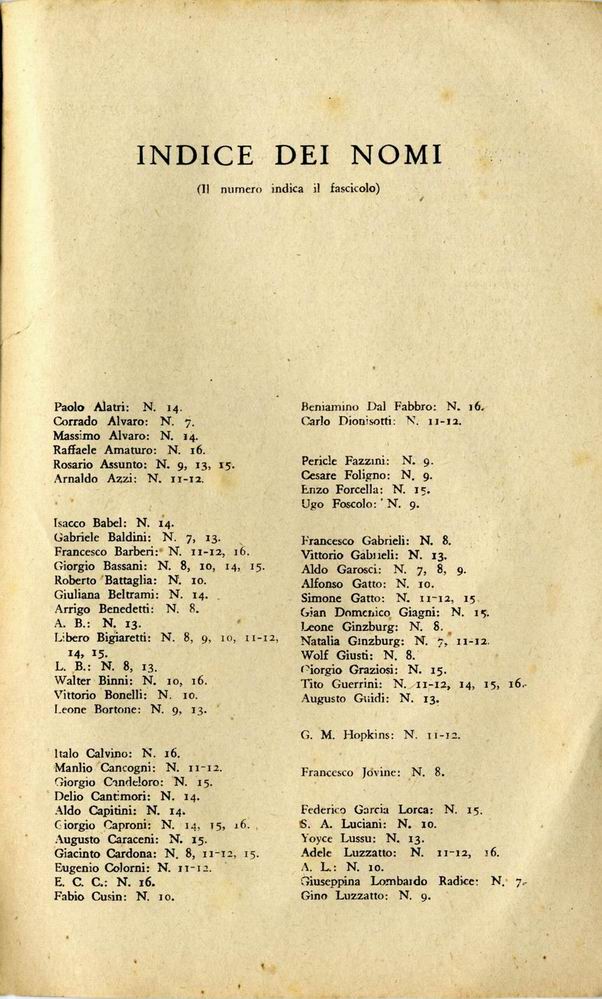 INDICE DEI NOMI
(Il numero indica il fascicolo)
Paolo Alatri: N. 14.
Corrado Alvaro: N. 7.
Massimo Alvaro: N. 14.
Raffaele Amaturo: N. 16.
Rosario Assunto: N. 9, 13, 15.
Arnaldo Azzi: N. 11-12.
Isacco Babel: N. 14.
Gabriele Baldini: N. 7, 13.
Francesco Barberi: N. 11-12, 16.
Giorgio Bassani: N. 8, 10, 14, 15.
Roberto Battaglia: N. 10.
Giuliana Beltrami: N. 14.
Arrigo Benedetti: N. 8.
A. B.: N. 13.
Libero Bigiaretti: N. 8, 9, 10, 11-12,
14, 15.
L. B.: N. 8, 13.
Walter Binni: N. 10, 16.
Vittorio Bonelli: N. 10.
Leone Bortone: N. 9, 13.
Italo Calvino: N. 16.
Manlio Cancogni: N. 11-12.
Giorgio Candeloro: N. 15.
Delio Cantimori: N. 14.
Aldo Capitini: N. 14.
Giorgio Caproni: N. 14, 15, 16.
Augusto Caraceni: N. 15.
Giacinto Cardona: N. 8, 11-12, 15.
Eugenio Colorni: N. 11-12.
E. C. C.: N. 16.
Fabio Cusin: N. 10.
Beniamino Dal Fabbro: N. 16.
Carlo Dionisotti: N. 11-12.
Pericle Fazzini: N. 9.
Cesare Foligno: N. 9.
Enzo Forcella: N. 15.
Ugo Foscolo: N. 9.
Francesco Gabrieli: N. 8.
Vittorio Gabrieli: N. 13.
Aldo Garosci: N. 7, 8, 9.
Alfonso Gatto: N. 10.
Simone Gatto: N. 11-12, 15
Gian Domenico Giagni: N. 15.
Leone Ginzburg: N. 8.
Natalia Ginzburg: N. 7, 11-12.
Wolf Giusti: N. 8.
Giorgio Graziosi: N. 15.
Tito Guerrini: N. 11-12, 14, 15, 16.
Augusto Guidi: N. 13.
G. M. Hopkins: N. 11-12.
Francesco Jovine: N. 8.
Federico Garcia Lorca: N. 15.
S. A. Luciani: N. 10.
Yoyce Lussu: N. 13.
Adele Luzzatto: N. 11-12, 16.
A. L.: N. 10.
Giuseppina Lombardo Radice: N. 7.
Gino Luzzatto: N. 9.